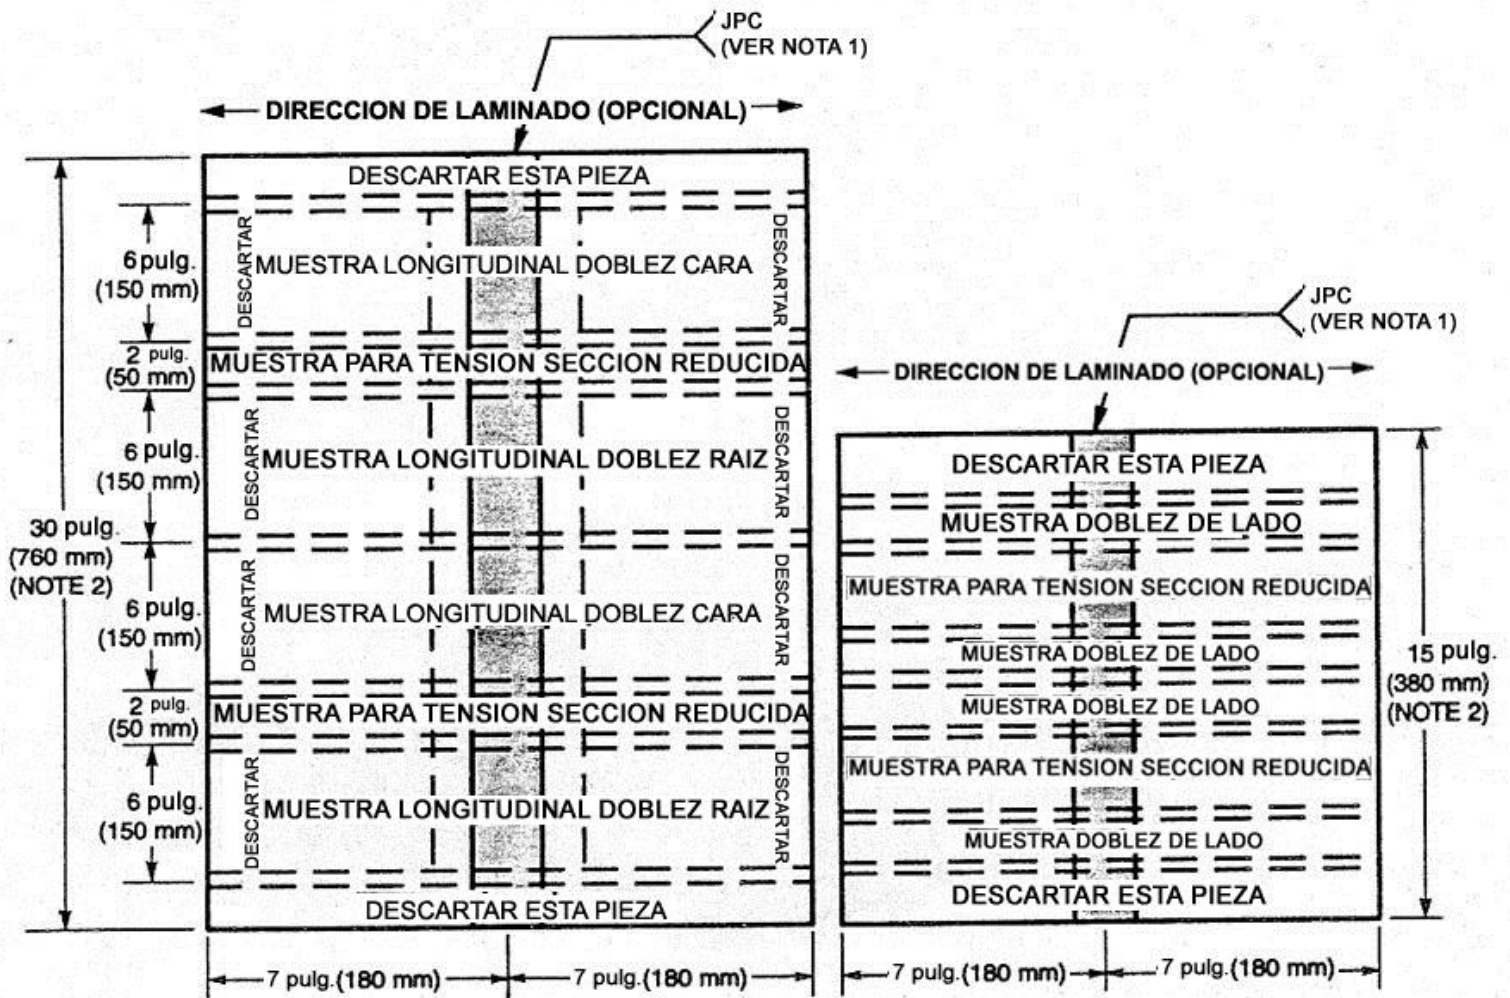 JPC
(VER NOTA 1)
DIRECCION DE LAMINADO (OPCIONAL)
DESCARTAR ESTA PIEZA
6 pulg.
(150 mm)
DESCARTAR
MUESTRA LONGITUDINAL DOBLEZ CARA
DESCARTAR
2 pulg.
(50 mm)
MUESTRA PARA TENSION SECCION REDUCIDA
6 pulg.
(150 mm)
DESCARTAR
MUESTRA LONGITUDINAL DOBLEZ RAIZ
DESCARTAR
30 pulg.
(760 mm)
(NOTE 2)
6 pulg.
(150 mm)
DESCARTAR
MUESTRA LONGITUDINAL DOBLEZ CARA
DESCARTAR
2 pulg.
(50 mm)
MUESTRA PARA TENSION SECCION REDUCIDA
6 pulg.
(150 mm)
DESCARTAR
MUESTRA LONGITUDINAL DOBLEZ RAIZ
DESCARTAR
DESCARTAR ESTA PIEZA
7 pulg.(180 mm)
7 pulg.(180 mm)
JPC
(VER NOTA 1)
DIRECCION DE LAMINADO (OPCIONAL)
DESCARTAR ESTA PIEZA
MUESTRA DOBLEZ DE LADO
MUESTRA PARA TENSION SECCION REDUCIDA
MUESTRA DOBLEZ DE LADO
MUESTRA DOBLEZ DE LADO
MUESTRA PARA TENSION SECCION REDUCIDA
MUESTRA DOBLEZ DE LADO
DESCARTAR ESTA PIEZA
15 pulg.
(380 mm)
(NOTE 2)
7 pulg.(180 mm)
7 pulg.(180 mm)